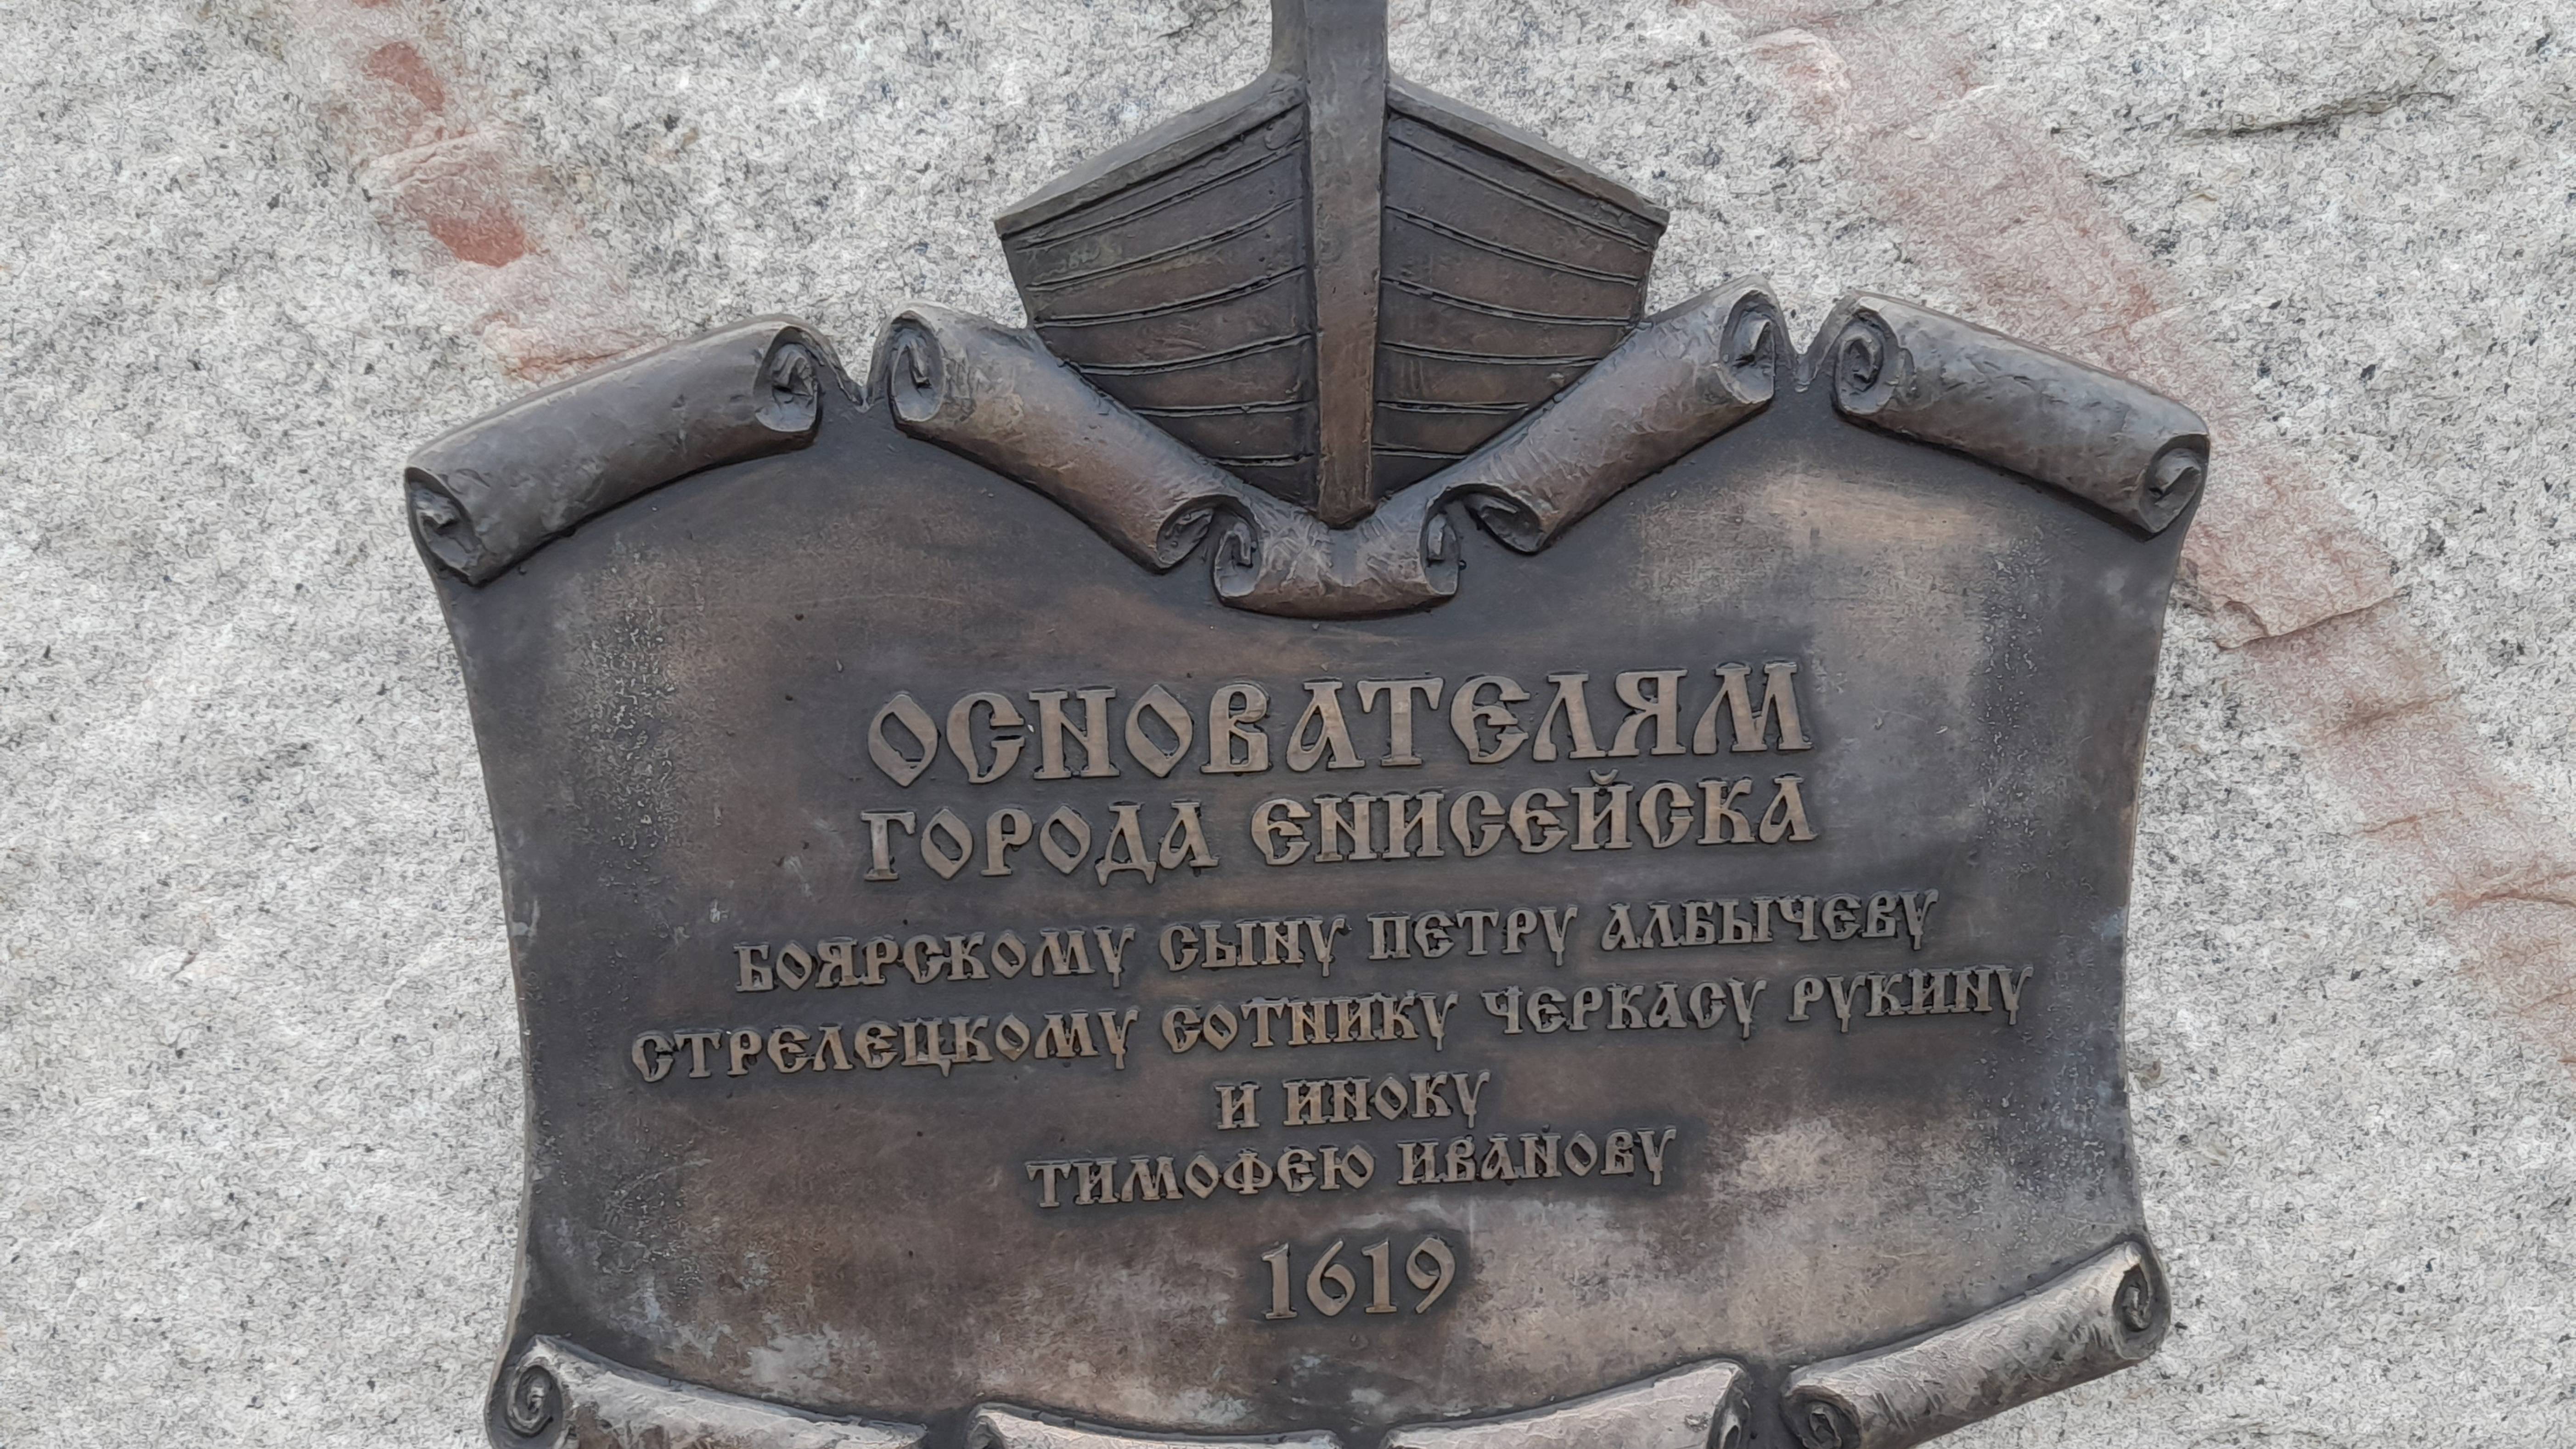 ОСНОВАТЕЛЯМ
ГОРОДА ЕНИСЕЙСКА
БОЯРСКОМУ СЫНУ ПЕТРУ АЛБЫЧЕВУ
СТРЕЛЕЦКОМУ СОТНИКУ ЧЕРКАСУ РУКИНУ
И ИНОКУ
ТИМОФЕЮ ИВАНОВУ
1619